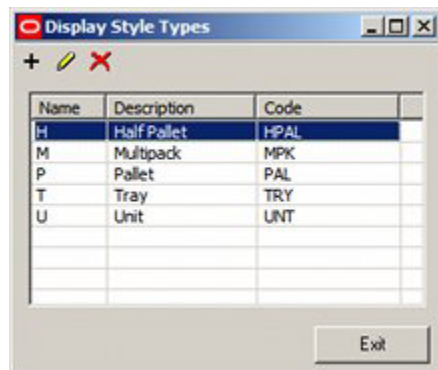 Display Style Types
Name Description Code
H Half Pallet HPAL
M Multipack MPK
P Pallet PAL
T Tray TRY
U Unit UNT
Exit